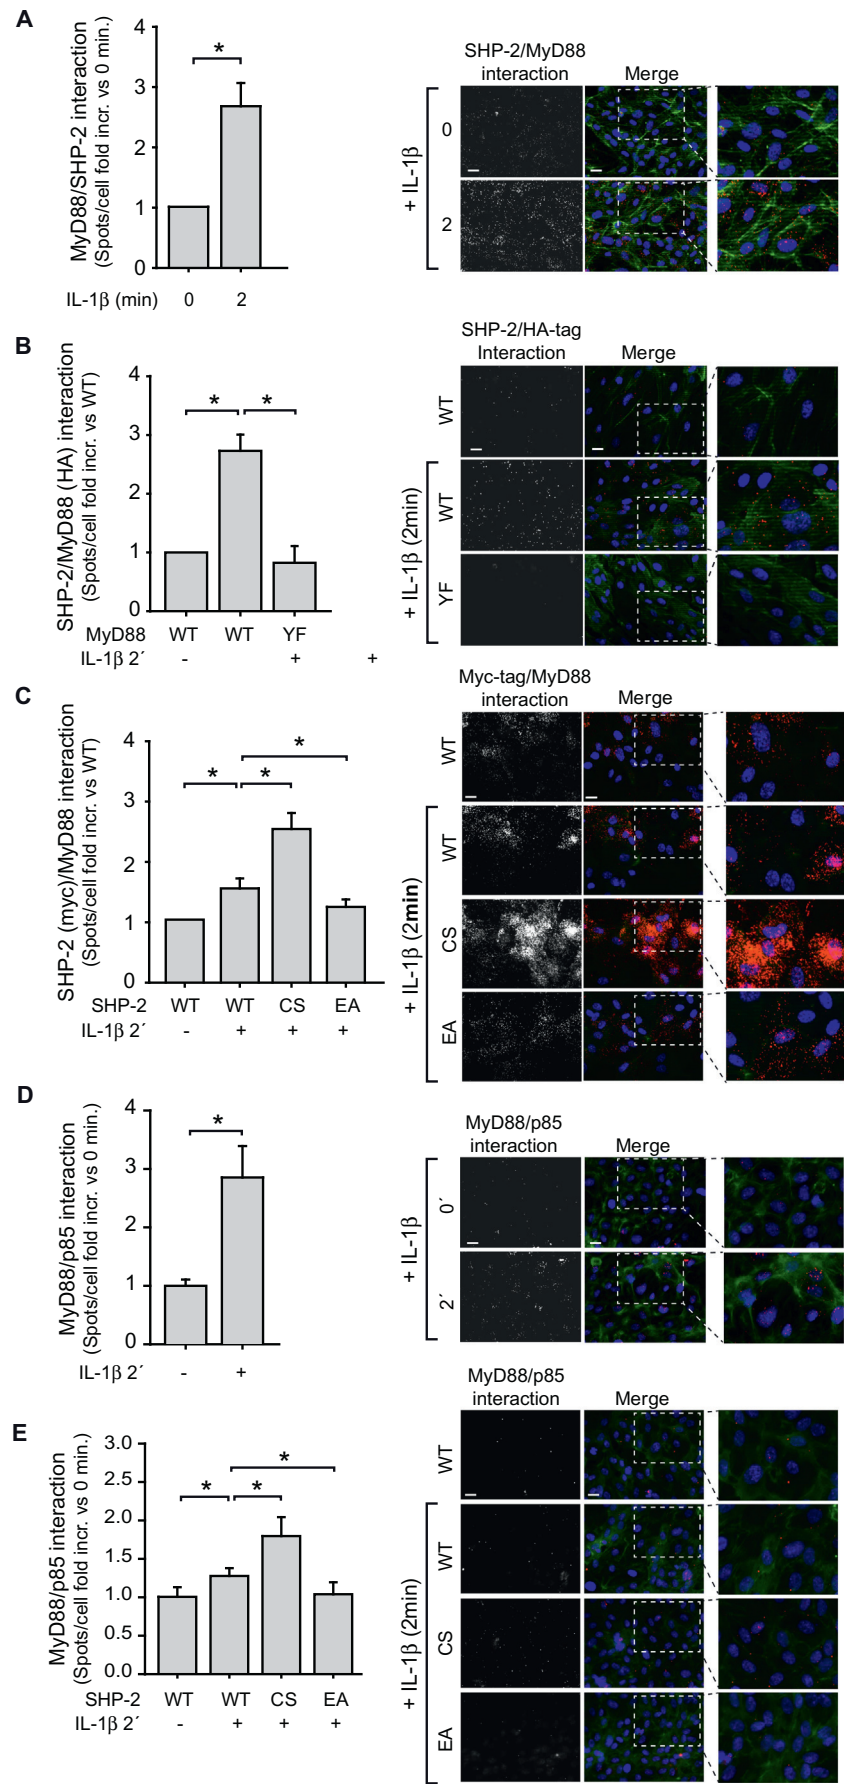 A
MyD88/SHP-2 interaction
(Spots/cell fold incr. vs 0 min.)
4
3
2
1
0
*
IL-1β (min) 0 2
SHP-2/MyD88
interaction
Merge
+ IL-1β
0
2
B
SHP-2/MyD88 (HA) interaction
(Spots/cell fold incr. vs WT)
4
3
2
1
0
* *
MyD88 WT WT YF
IL-1β 2´ - + +
SHP-2/HA-tag
Interaction
Merge
WT
+ IL-1β (2min)
WT
YF
C
SHP-2 (myc)/MyD88 interaction
(Spots/cell fold incr. vs WT)
4
3
2
1
0
* * *
SHP-2 WT WT CS EA
IL-1β 2´ - + + +
Myc-tag/MyD88
interaction
Merge
WT
+ IL-1β (2min)
WT
CS
EA
D
MyD88/p85 interaction
(Spots/cell fold incr. vs 0 min.)
4
3
2
1
0
*
IL-1β 2´ - +
MyD88/p85
interaction
Merge
+ IL-1β
0´
2´
E
MyD88/p85 interaction
(Spots/cell fold incr. vs 0 min.)
3.0
2.0
1.5
1.0
0.5
0.0
* * *
SHP-2 WT WT CS EA
IL-1β 2´ - + + +
MyD88/p85
interaction
Merge
WT
+ IL-1β (2min)
WT
CS
EA